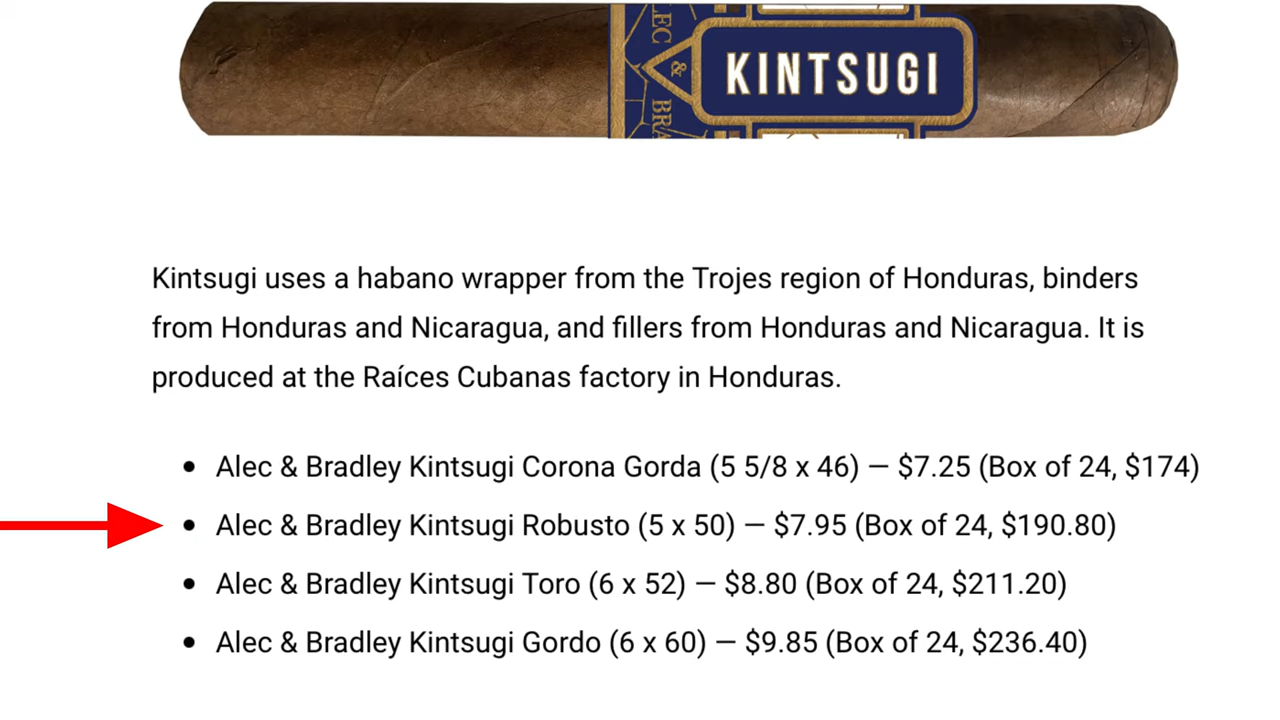 LEC
&
BRA
KINTSUGI
Kintsugi uses a habano wrapper from the Trojes region of Honduras, binders
from Honduras and Nicaragua, and fillers from Honduras and Nicaragua. It is
produced at the Raíces Cubanas factory in Honduras.
• Alec & Bradley Kintsugi Corona Gorda (5 5/8 x 46) — $7.25 (Box of 24, $174)
• Alec & Bradley Kintsugi Robusto (5 x 50) — $7.95 (Box of 24, $190.80)
• Alec & Bradley Kintsugi Toro (6 x 52) — $8.80 (Box of 24, $211.20)
• Alec & Bradley Kintsugi Gordo (6 x 60) — $9.85 (Box of 24, $236.40)